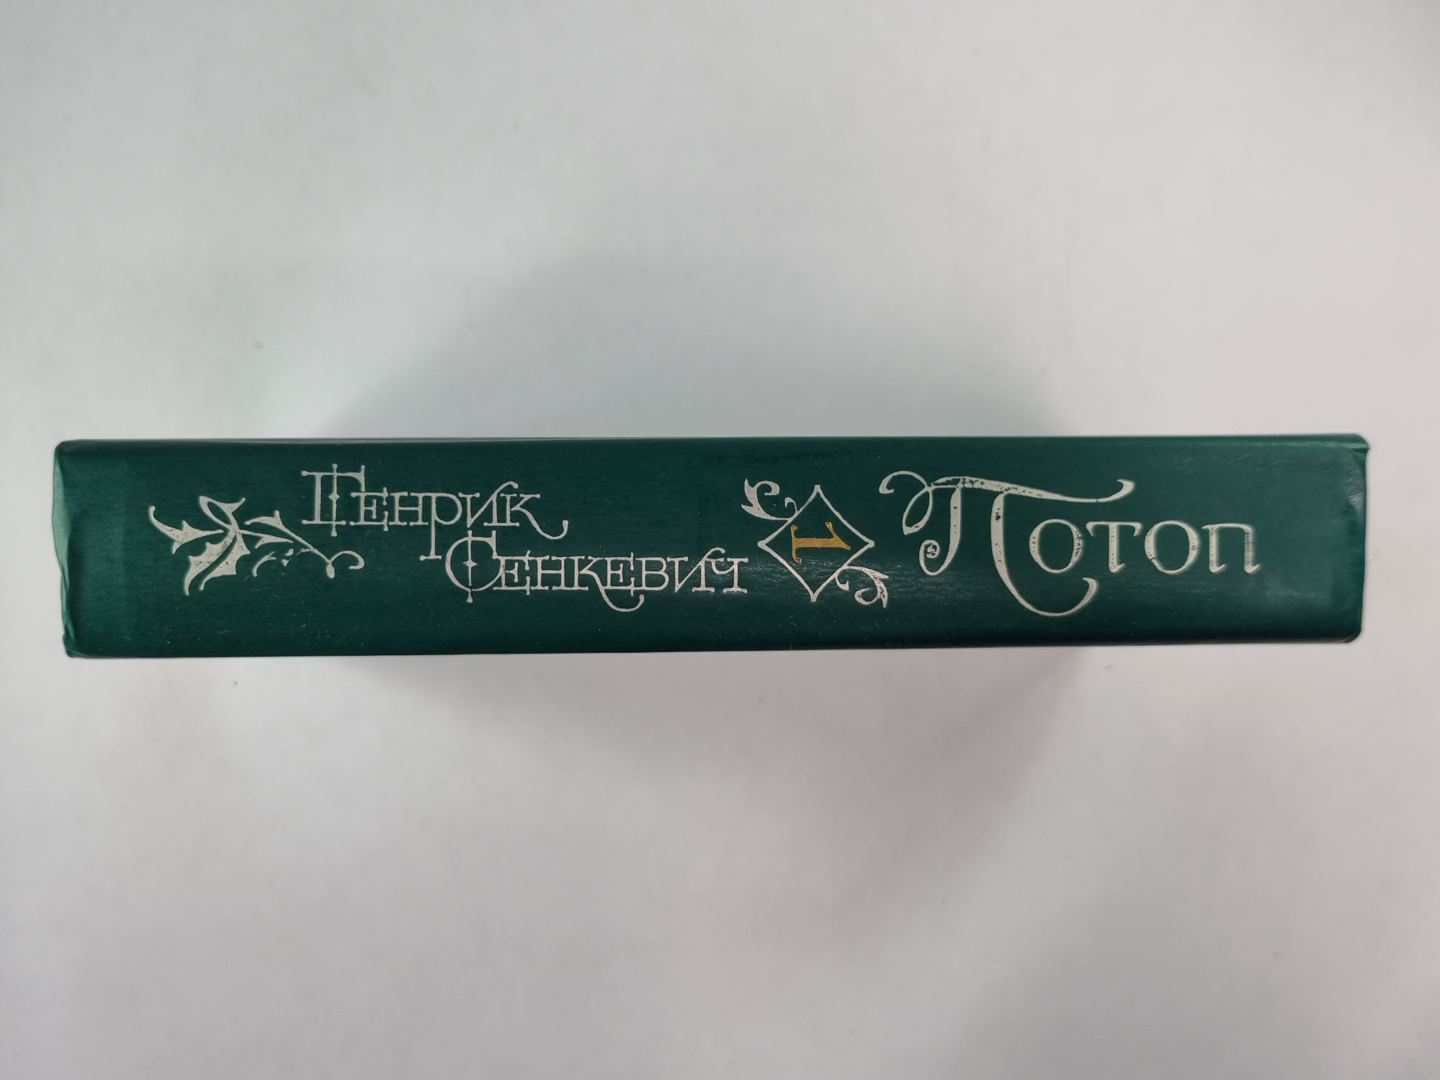 Генрик
Сенкевич
1
Потоп